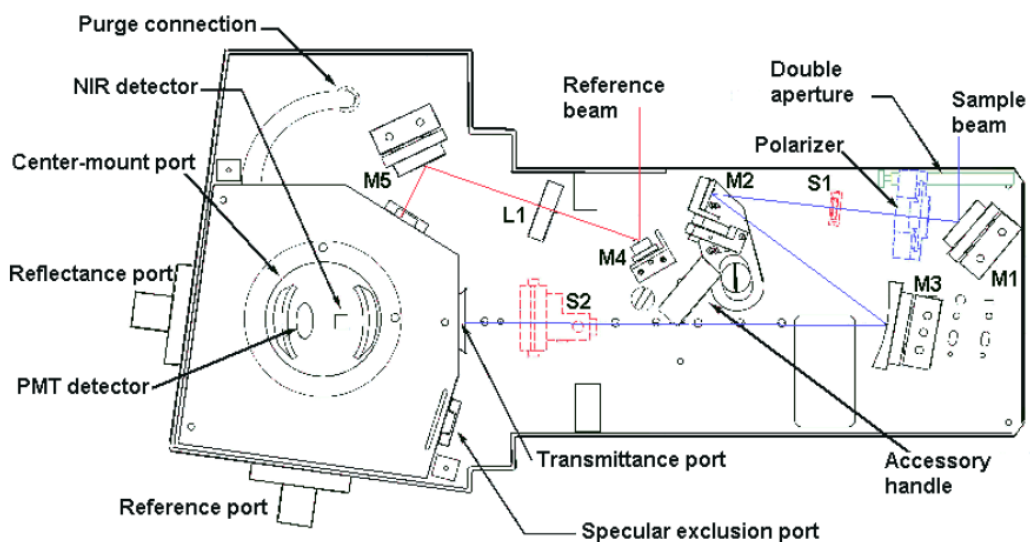 Purge connection
NIR detector
Center-mount port
Reflectance port
PMT detector
Reference port
Reference
beam
Double
aperture
Sample
beam
Polarizer
M5
L1
M4
M2
S1
M1
M3
S2
Transmittance port
Specular exclusion port
Accessory
handle